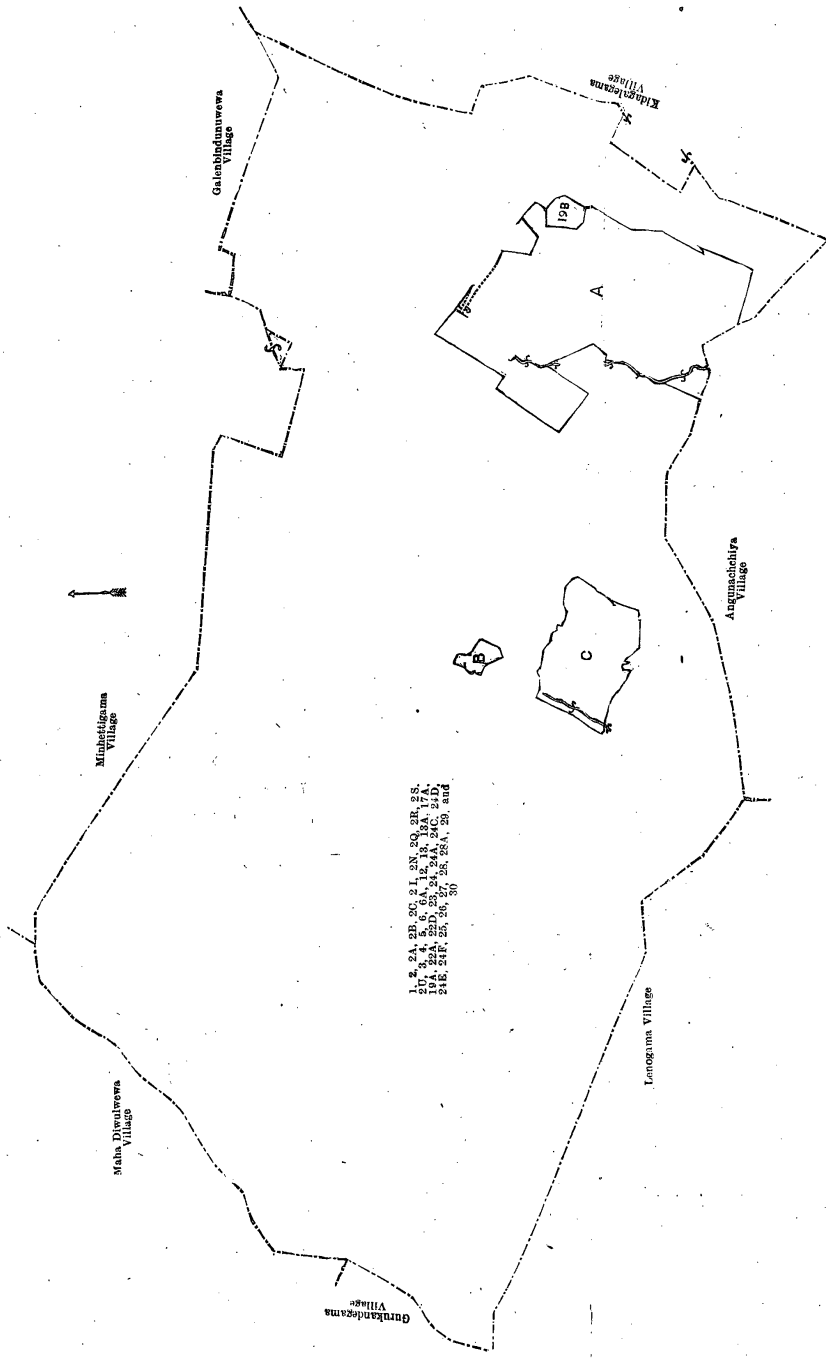 Galenbindunuwewa
Village
Kidagalegama
Village
19B
A
Minhettigama
Village
B
C
1, 2, 2A, 2B, 2C, 2I, 2N, 2Q, 2R, 2S,
2U, 3, 4, 5, 6, 6A, 12, 13, 13A, 17A,
19A, 22A, 22D, 23, 24, 24A, 24C, 24D,
24E, 24F, 25, 26, 27, 28, 28A, 29, and
30
Angunachchiya
Village
Maha Diwulwewa
Village
Lenogama Village
Gurukandegama
Village